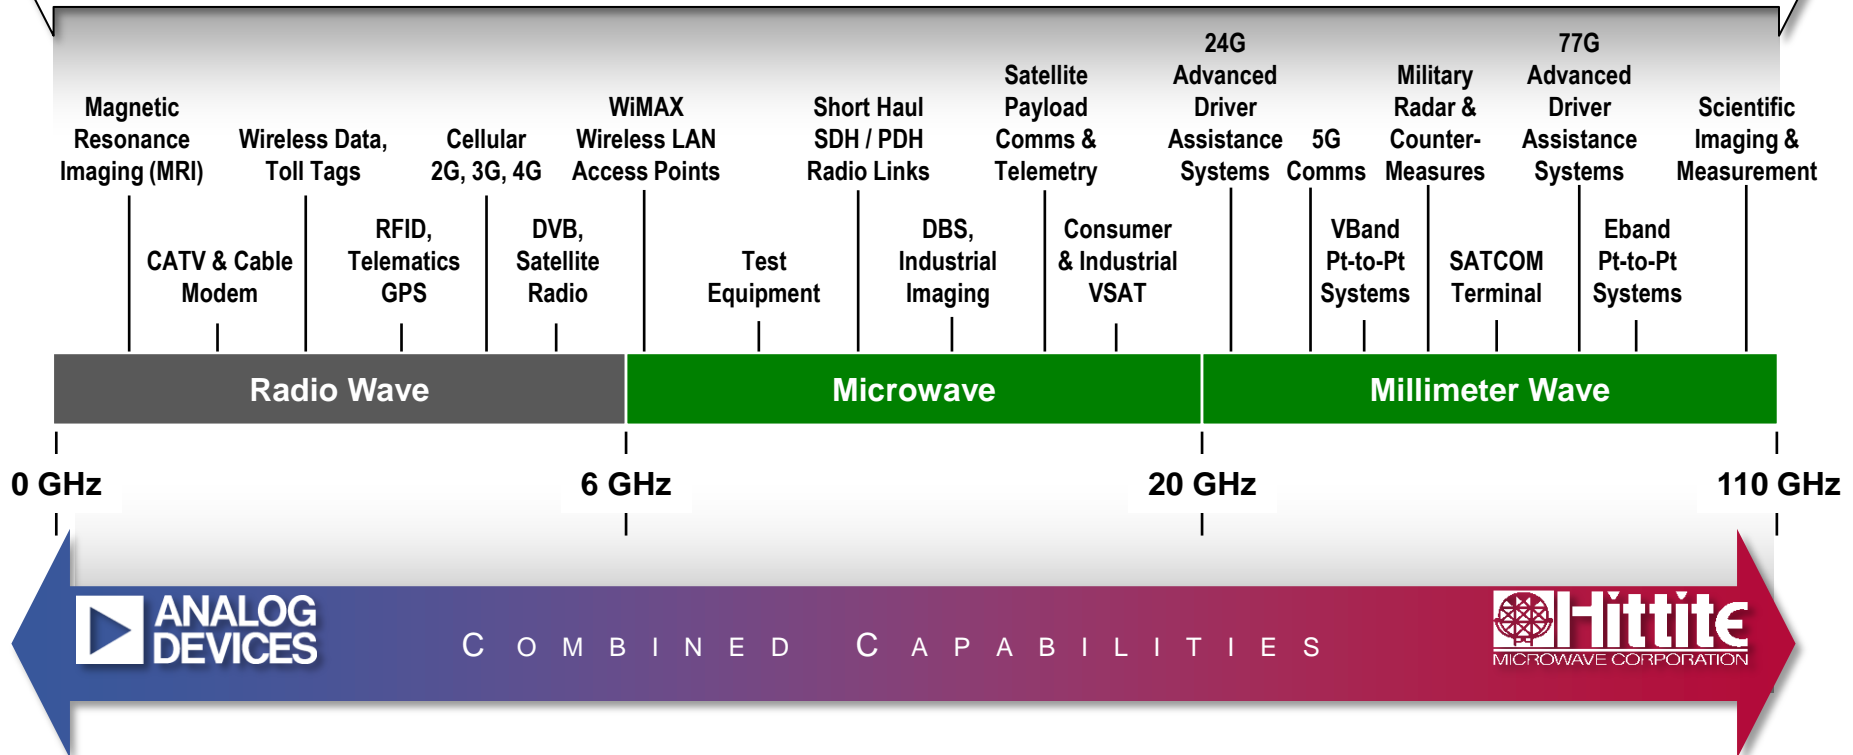 Magnetic
Resonance
Imaging (MRI)
Wireless Data,
Toll Tags
Cellular
2G, 3G, 4G
WiMAX
Wireless LAN
Access Points
Short Haul
SDH / PDH
Radio Links
Satellite
Payload
Comms &
Telemetry
24G
Advanced
Driver
Assistance
Systems
5G
Comms
Military
Radar &
Counter-
Measures
77G
Advanced
Driver
Assistance
Systems
Scientific
Imaging &
Measurement
CATV & Cable
Modem
RFID,
Telematics
GPS
DVB,
Satellite
Radio
Test
Equipment
DBS,
Industrial
Imaging
Consumer
& Industrial
VSAT
VBand
Pt-to-Pt
Systems
SATCOM
Terminal
Eband
Pt-to-Pt
Systems
Radio Wave
Microwave
Millimeter Wave
0 GHz
6 GHz
20 GHz
110 GHz
ANALOG
DEVICES
COMBINED CAPABILITIES
Hittite
MICROWAVE CORPORATION